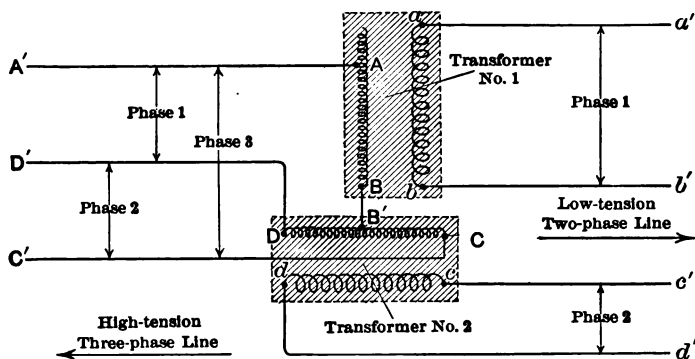 a
a′
A′
A
Transformer
No. 1
Phase 1
Phase 3
Phase 1
D′
B
b
b′
Phase 2
B′
Low-tension
Two-phase Line
D
C
C′
d
c
c′
High-tension
Three-phase Line
Transformer No. 2
Phase 2
d′